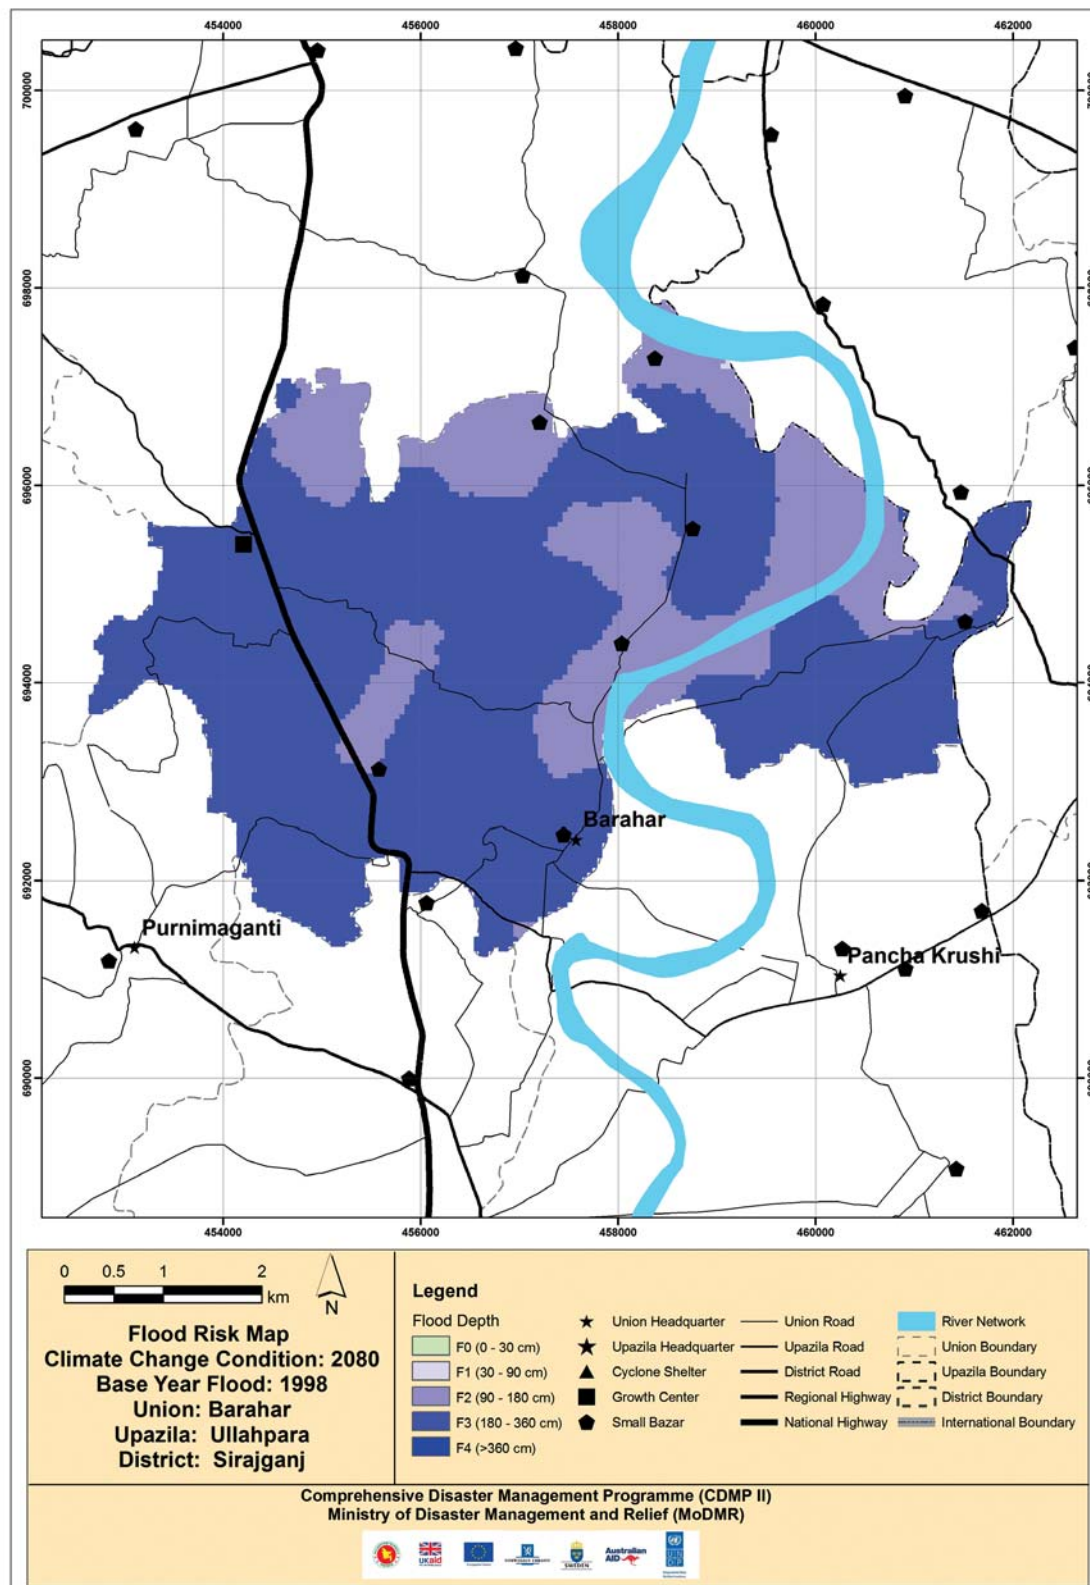 454000 456000 458000 460000 462000
700000
698000
698000
696000
694000
692000
690000
Barahar
Purnimaganti
Pancha Krushi
454000 456000 458000 460000 462000
0 0.5 1 2
km
N
Flood Risk Map
Climate Change Condition: 2080
Base Year Flood: 1998
Union: Barahar
Upazila: Ullahpara
District: Sirajganj
Legend
Flood Depth
F0 (0 - 30 cm)
F1 (30 - 90 cm)
F2 (90 - 180 cm)
F3 (180 - 360 cm)
F4 (>360 cm)
Union Headquarter
Upazila Headquarter
Cyclone Shelter
Growth Center
Small Bazar
Union Road
Upazila Road
District Road
Regional Highway
National Highway
River Network
Union Boundary
Upazila Boundary
District Boundary
International Boundary
Comprehensive Disaster Management Programme (CDMP II)
Ministry of Disaster Management and Relief (MoDMR)
UKaid
SWEDEN
Australian
AID